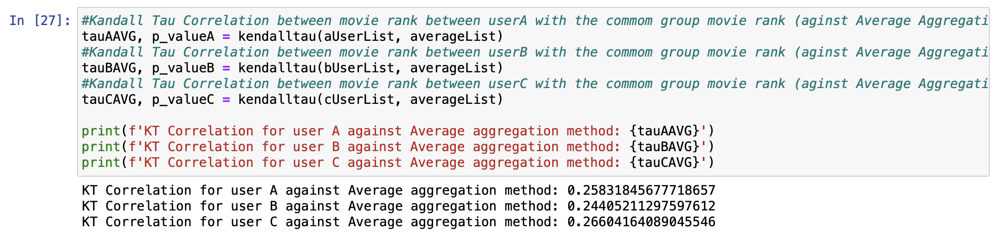 In [27]: #Kandall Tau Correlation between movie rank between userA with the commom group movie rank (aginst Average Aggregati
tauAAVG, p_valueA = kendalltau(aUserList, averageList)
#Kandall Tau Correlation between movie rank between userB with the commom group movie rank (aginst Average Aggregati
tauBAVG, p_valueB = kendalltau(bUserList, averageList)
#Kandall Tau Correlation between movie rank between userC with the commom group movie rank (aginst Average Aggregati
tauCAVG, p_valueC = kendalltau(cUserList, averageList)
print(f'KT Correlation for user A against Average aggregation method: {tauAAVG}')
print(f'KT Correlation for user B against Average aggregation method: {tauBAVG}')
print(f'KT Correlation for user C against Average aggregation method: {tauCAVG}')
KT Correlation for user A against Average aggregation method: 0.25831845677718657
KT Correlation for user B against Average aggregation method: 0.24405211297597612
KT Correlation for user C against Average aggregation method: 0.26604164089045546